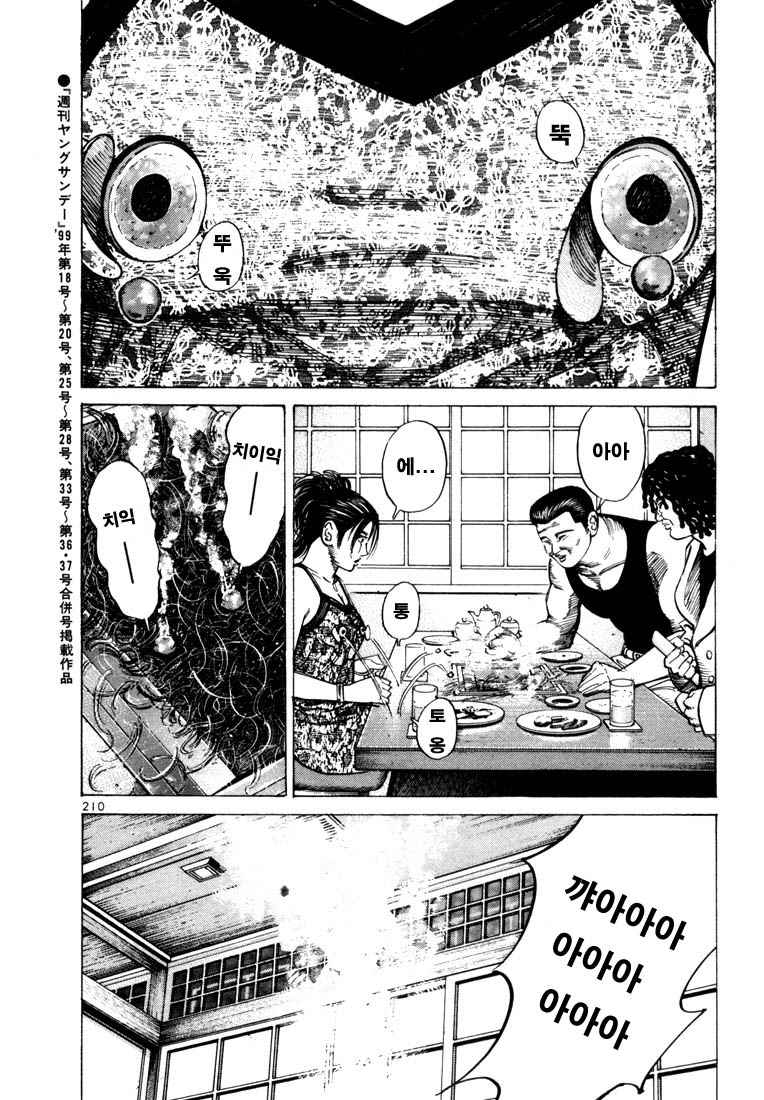 ●『週刊ヤングサンデー』'99年第18号〜第20号、第25号〜第28号、第33号〜第36・37号合併号掲載作品
뚝
뚜
욱
치이익
ー
치익
ー
에...
아아
통
토
옹
210
꺄아아아
아아아
아아아